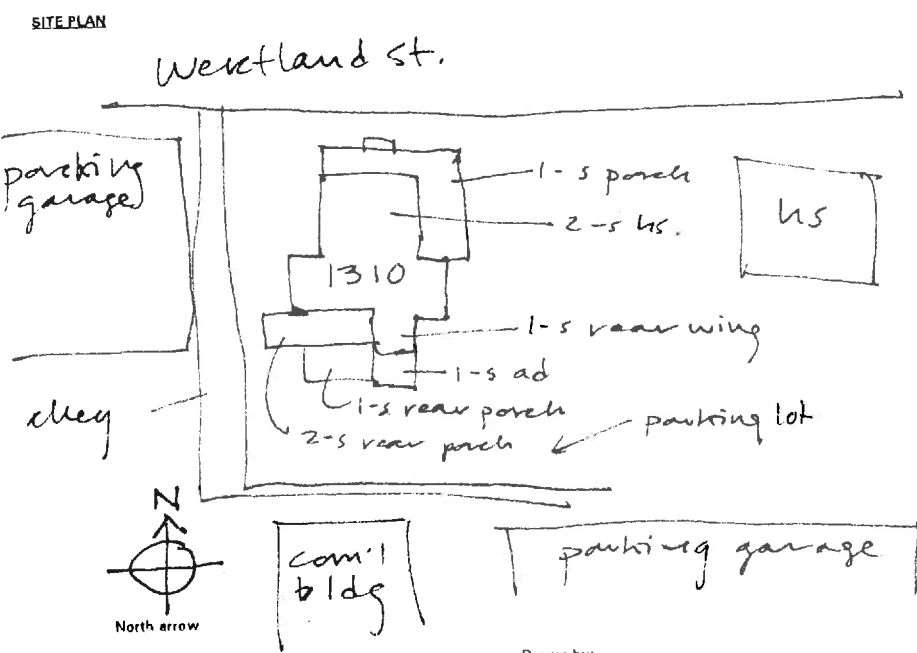 SITE PLAN
Wertland St.
parking
garage
1-s porch
2-s hs.
hs
1310
1-s rear wing
1-s ad
1-s rear porch
2-s rear porch
alley
parking lot
N
North arrow
com'l
bldg
parking garage